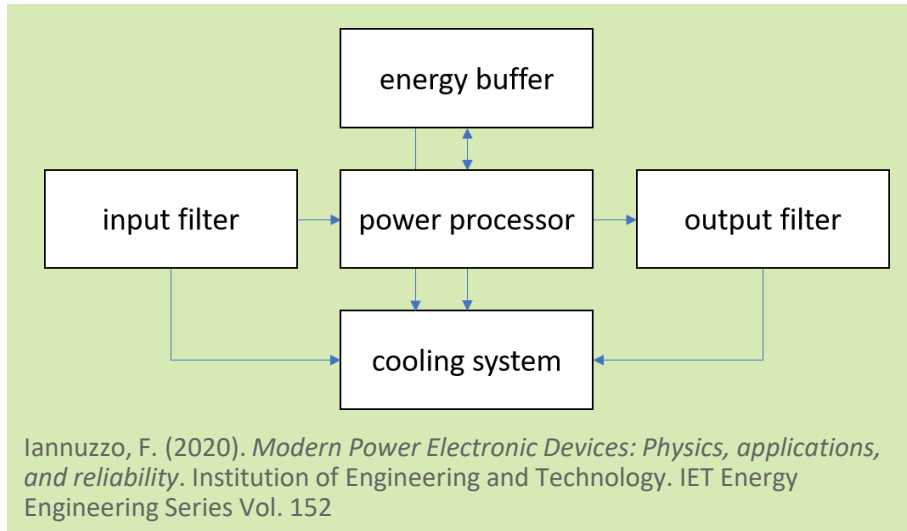 energy buffer
input filter
power processor
output filter
cooling system
Iannuzzo, F. (2020). Modern Power Electronic Devices: Physics, applications,
and reliability. Institution of Engineering and Technology. IET Energy
Engineering Series Vol. 152